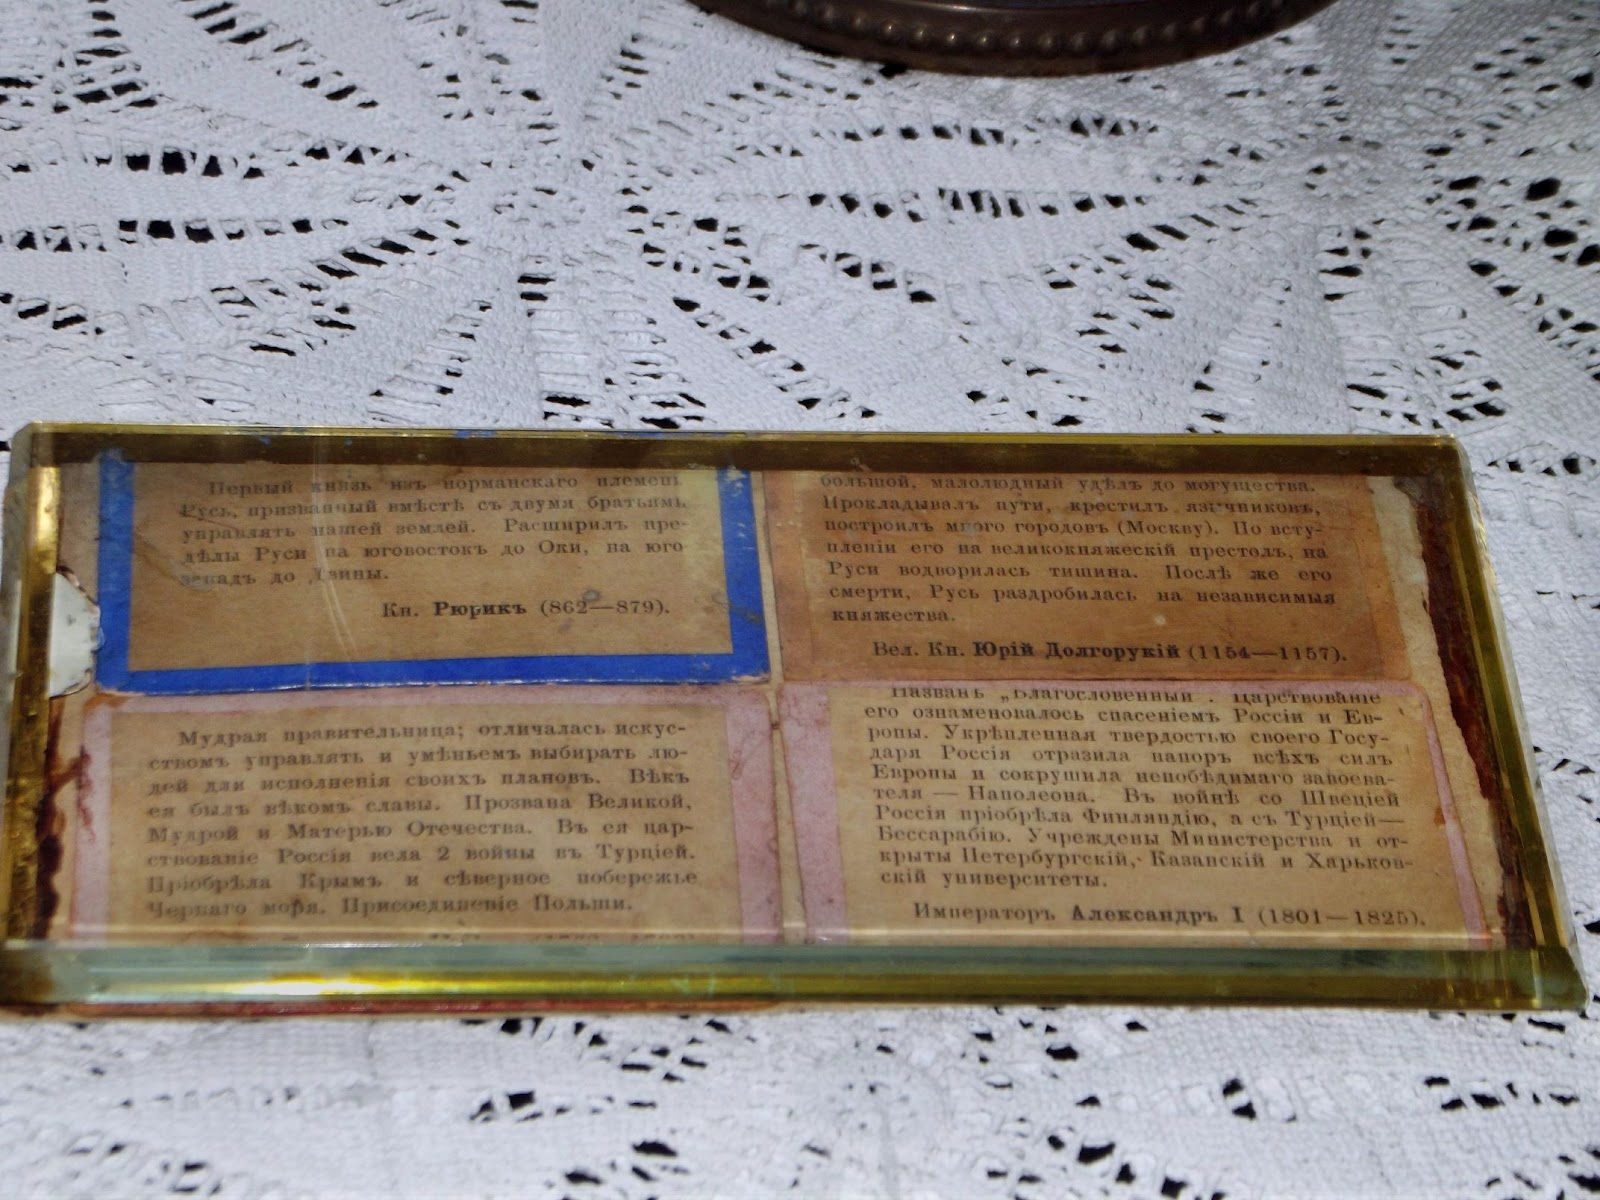 Первый князь изъ норманскаго племени
Русь, призванный вмѣстѣ съ двумя братьями
управлять нашей землей. Расширилъ пре-
дѣлы Руси на юговостокъ до Оки, на юго
западъ до Двины.
Кн. Рюрикъ (862—879).
большой, малолюдный удѣлъ до могущества.
Прокладывалъ пути, крестилъ язычниковъ,
построилъ много городовъ (Москву). По всту-
пленіи его на великокняжескій престолъ, на
Руси водворилась тишина. Послѣ же его
смерти, Русь раздробилась на независимыя
княжества.
Вел. Кн. Юрій Долгорукій (1154—1157).
Мудрая правительница; отличалась искус-
ствомъ управлять и умѣньемъ выбирать лю-
дей для исполненія своихъ плановъ. Вѣкъ
ея былъ вѣкомъ славы. Прозвана Великой,
Мудрой и Матерью Отечества. Въ ея цар-
ствованіе Россія вела 2 войны въ Турціей.
Пріобрѣла Крымъ и сѣверное побережье
Чернаго моря. Присоединеніе Польши.
Названъ „Благословенный". Царствованіе
его ознаменовалось спасеніемъ Россіи и Ев-
ропы. Укрѣпленная твердостью своего Госу-
даря Россія отразила напоръ всѣхъ силъ
Европы и сокрушила непобѣдимаго завоева-
теля — Наполеона. Въ войнѣ со Швеціей
Россія пріобрѣла Финляндію, а съ Турціей—
Бессарабію. Учреждены Министерства и от-
крыты Петербургскій, Казанскій и Харьков-
скій университеты.
Императоръ Александръ I (1801—1825).